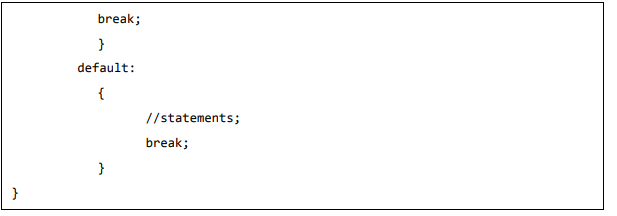 break;
}
default:
{
//statements;
break;
}
}